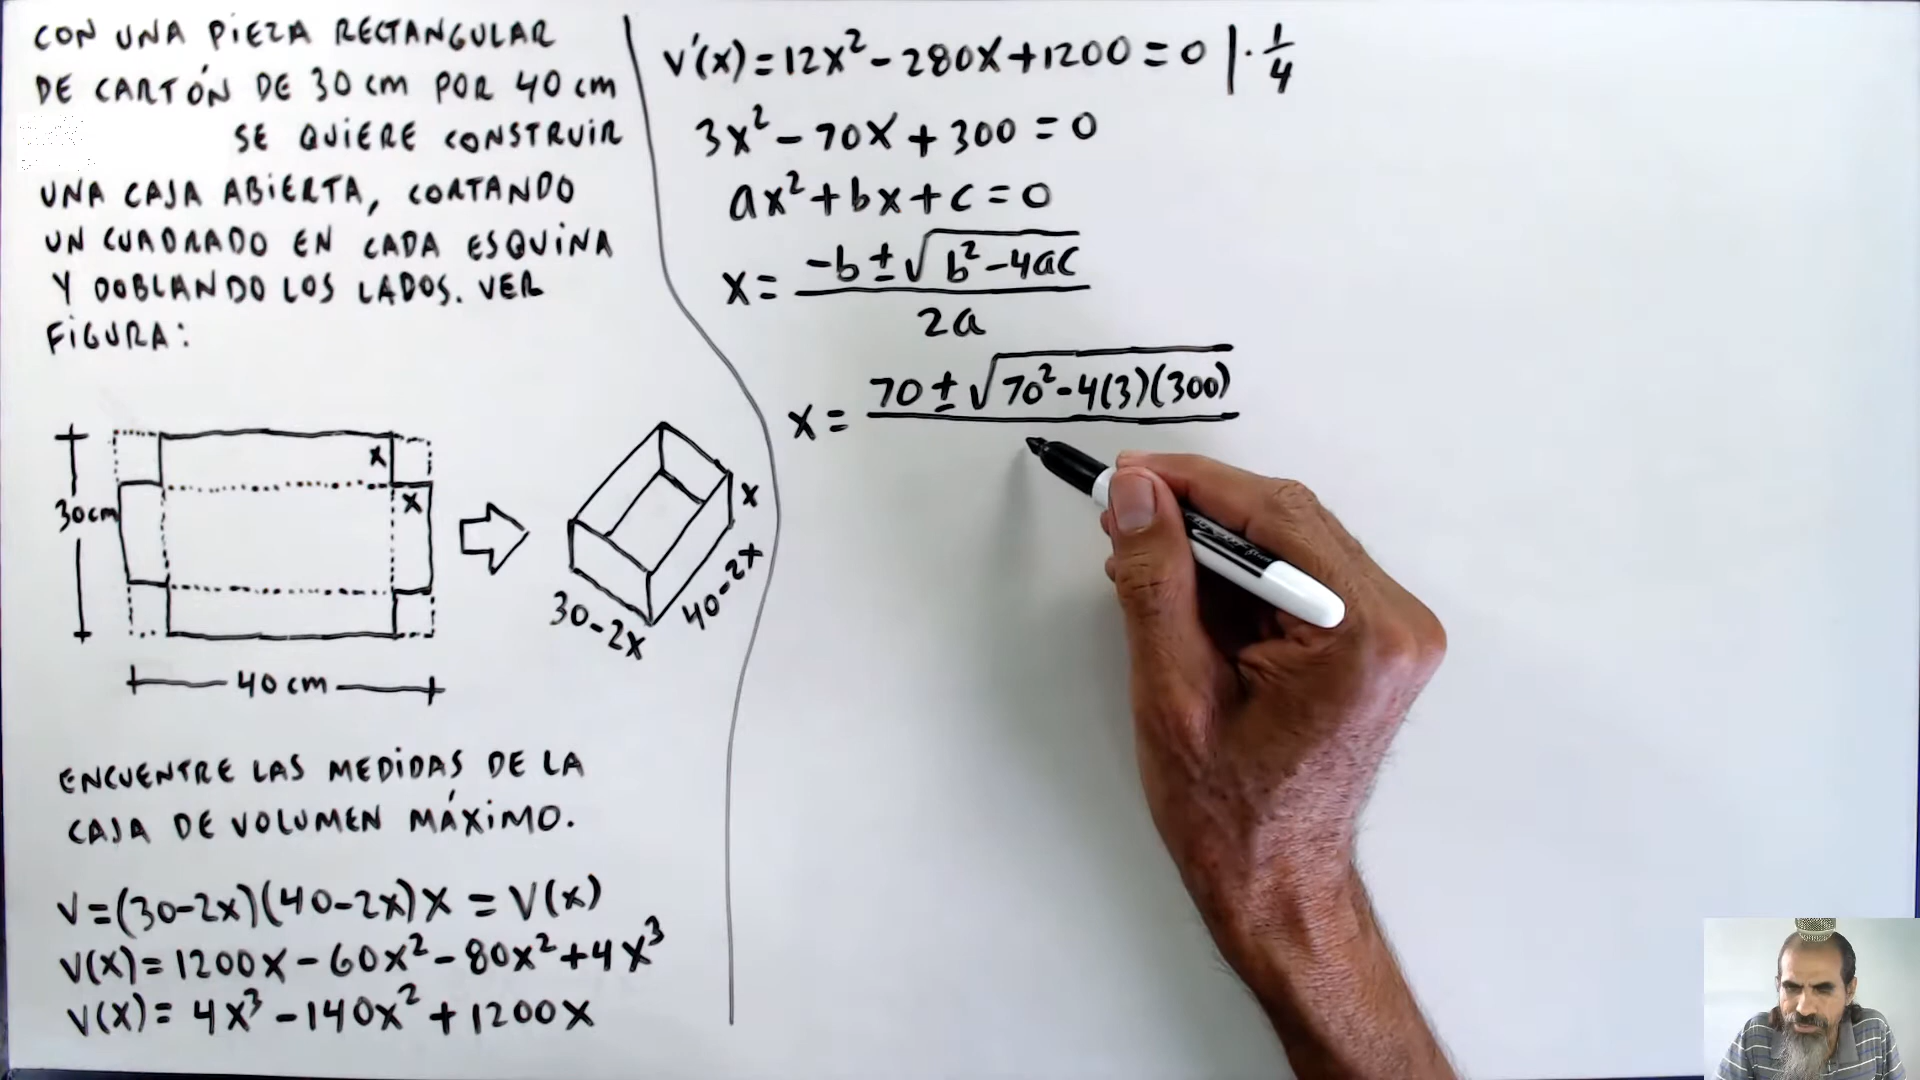 CON UNA PIEZA RECTANGULAR
DE CARTÓN DE 30 cm POR 40 cm
SE QUIERE CONSTRUIR
UNA CAJA ABIERTA, CORTANDO
UN CUADRADO EN CADA ESQUINA
Y DOBLANDO LOS LADOS. VER
FIGURA:
x
x
30cm
40 cm
x
40-2x
30-2x
ENCUENTRE LAS MEDIDAS DE LA
CAJA DE VOLUMEN MÁXIMO.
V=(30-2x)(40-2x)x = V(x)
V(x)=1200x-60x²-80x²+4x³
V(x)= 4x³-140x²+1200x
V'(x)=12x²-280x+1200=0 |·1/4
3x²-70x+300=0
ax²+bx+c=0
x= (-b±√(b²-4ac))/(2a)
x= 70±√(70²-4(3)(300))